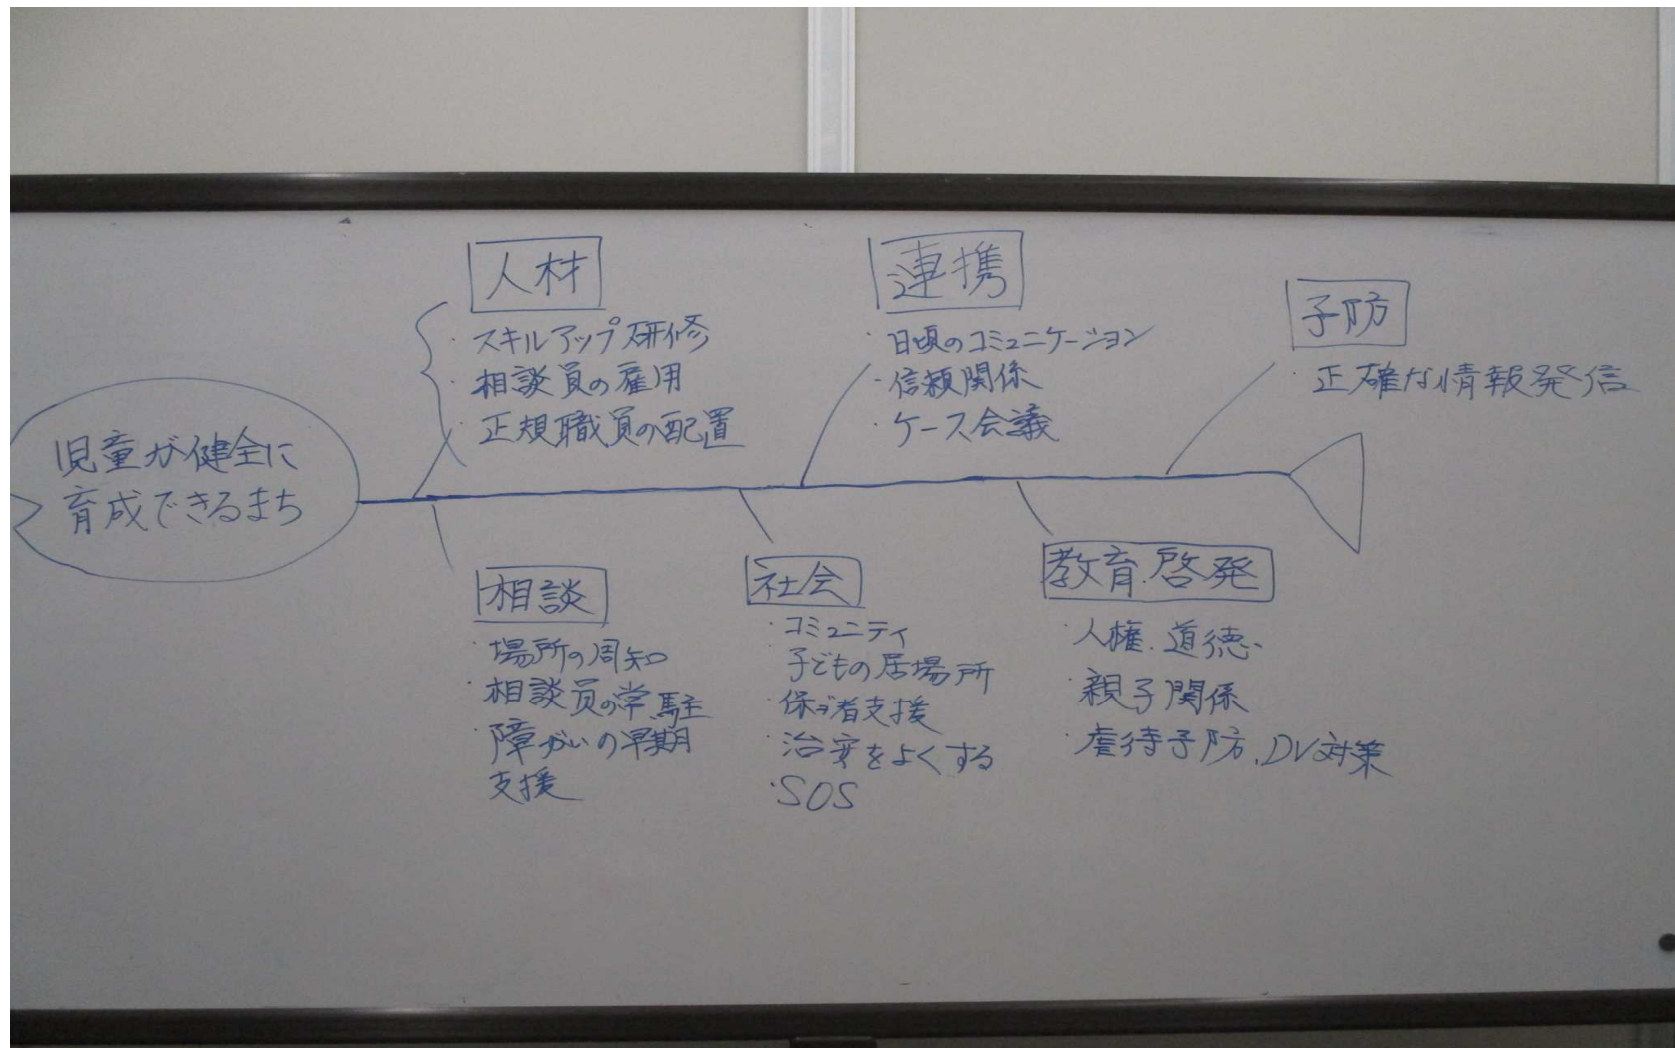 児童が健全に
育成できるまち
人材
・スキルアップ研修
・相談員の雇用
・正規職員の配置
連携
・日頃のコミュニケーション
・信頼関係
・ケース会議
予防
・正確な情報発信
相談
・場所の周知
・相談員の常駐
・障がいの早期
支援
社会
・コミュニティ
子どもの居場所
・保ゴ者支援
・治安をよくする
・SOS
教育.啓発
・人権.道徳
・親子関係
・虐待予防.DV対策